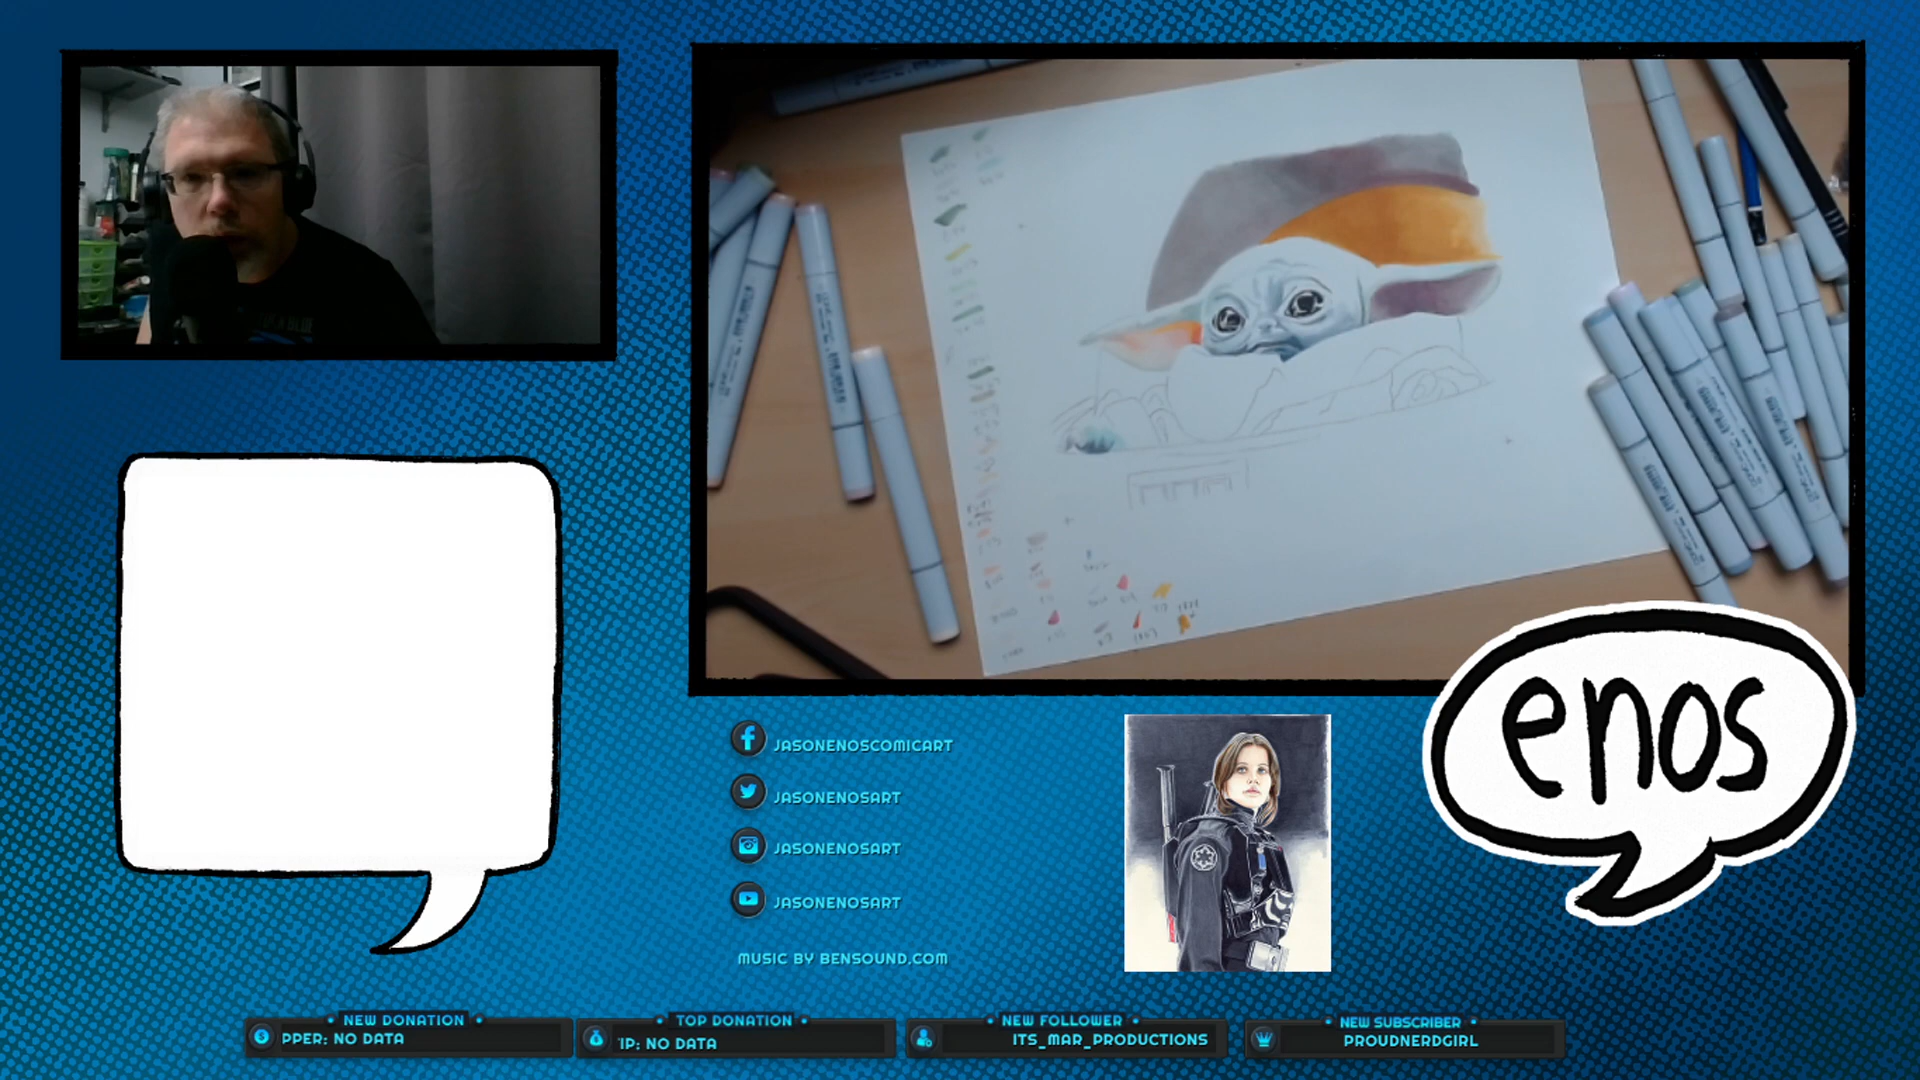 enos
JASONENOSCOMICART
JASONENOSART
JASONENOSART
JASONENOSART
MUSIC BY BENSOUND.COM
NEW DONATION
PPER: NO DATA
TOP DONATION
IP: NO DATA
NEW FOLLOWER
ITS_MAR_PRODUCTIONS
NEW SUBSCRIBER
PROUDNERDGIRL